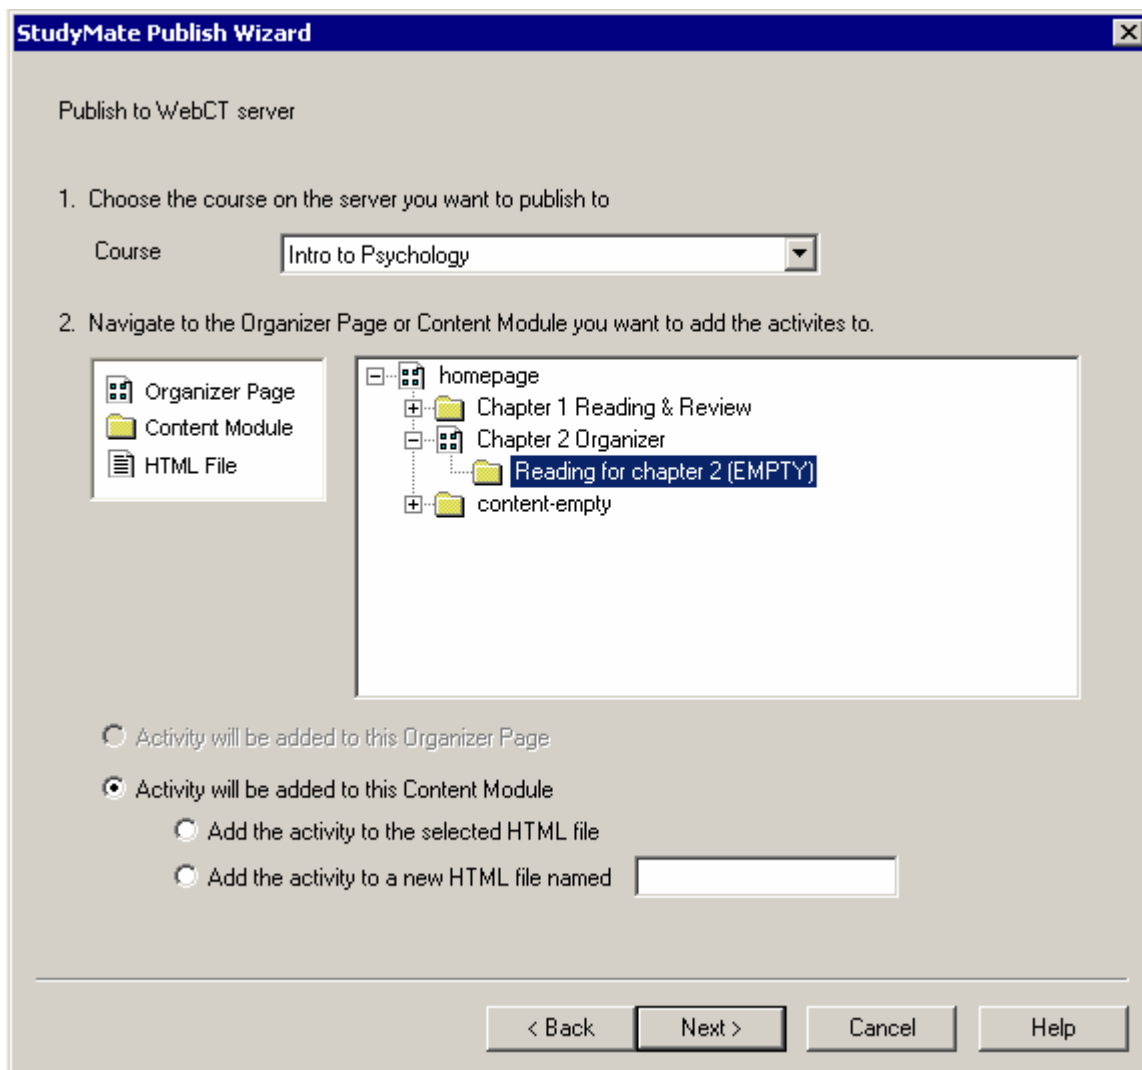 StudyMate Publish Wizard
Publish to WebCT server
1. Choose the course on the server you want to publish to
Course Intro to Psychology
2. Navigate to the Organizer Page or Content Module you want to add the activites to.
Organizer Page
Content Module
HTML File
homepage
Chapter 1 Reading & Review
Chapter 2 Organizer
Reading for chapter 2 (EMPTY)
content-empty
Activity will be added to this Organizer Page
Activity will be added to this Content Module
Add the activity to the selected HTML file
Add the activity to a new HTML file named
< Back Next > Cancel Help